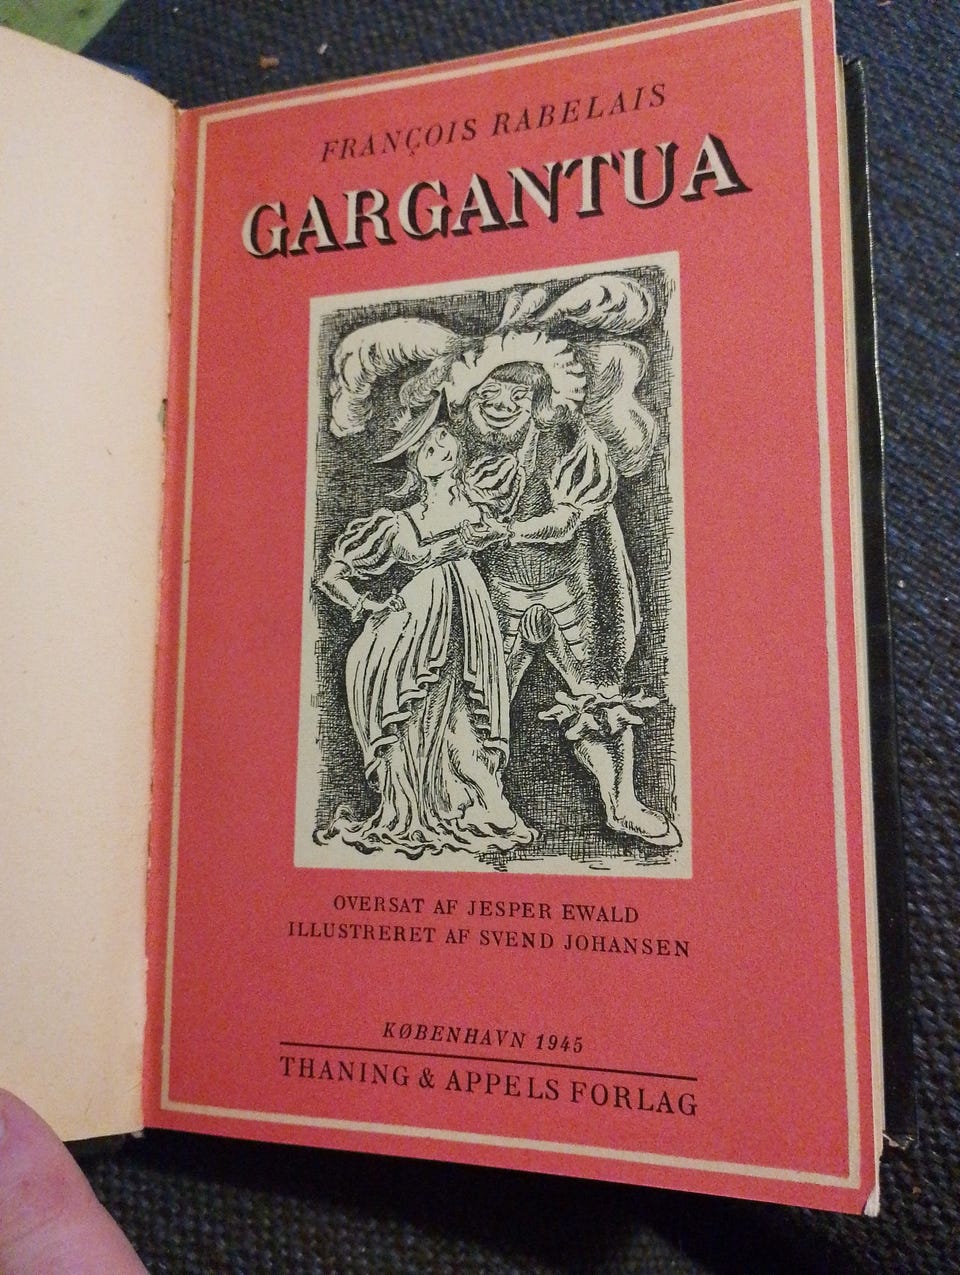 FRANÇOIS RABELAIS
GARGANTUA
OVERSAT AF JESPER EWALD
ILLUSTRERET AF SVEND JOHANSEN
KØBENHAVN 1945
THANING & APPELS FORLAG